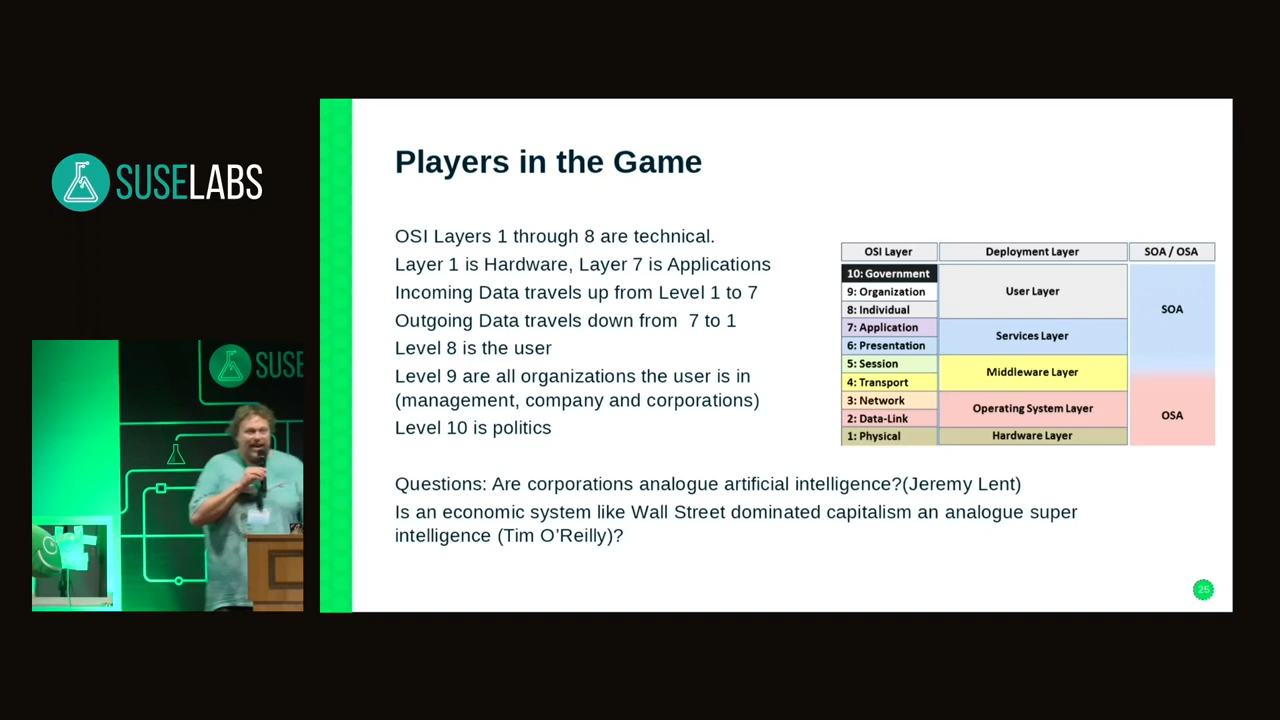 SUSELABS
Players in the Game
OSI Layers 1 through 8 are technical.
Layer 1 is Hardware, Layer 7 is Applications
Incoming Data travels up from Level 1 to 7
Outgoing Data travels down from  7 to 1
Level 8 is the user
Level 9 are all organizations the user is in
(management, company and corporations)
Level 10 is politics
OSI Layer Deployment Layer SOA / OSA
10: Government
9: Organization User Layer
8: Individual SOA
7: Application
6: Presentation Services Layer
5: Session
4: Transport Middleware Layer
3: Network
2: Data-Link Operating System Layer OSA
1: Physical Hardware Layer
Questions: Are corporations analogue artificial intelligence?(Jeremy Lent)
Is an economic system like Wall Street dominated capitalism an analogue super
intelligence (Tim O'Reilly)?
25
SUSE